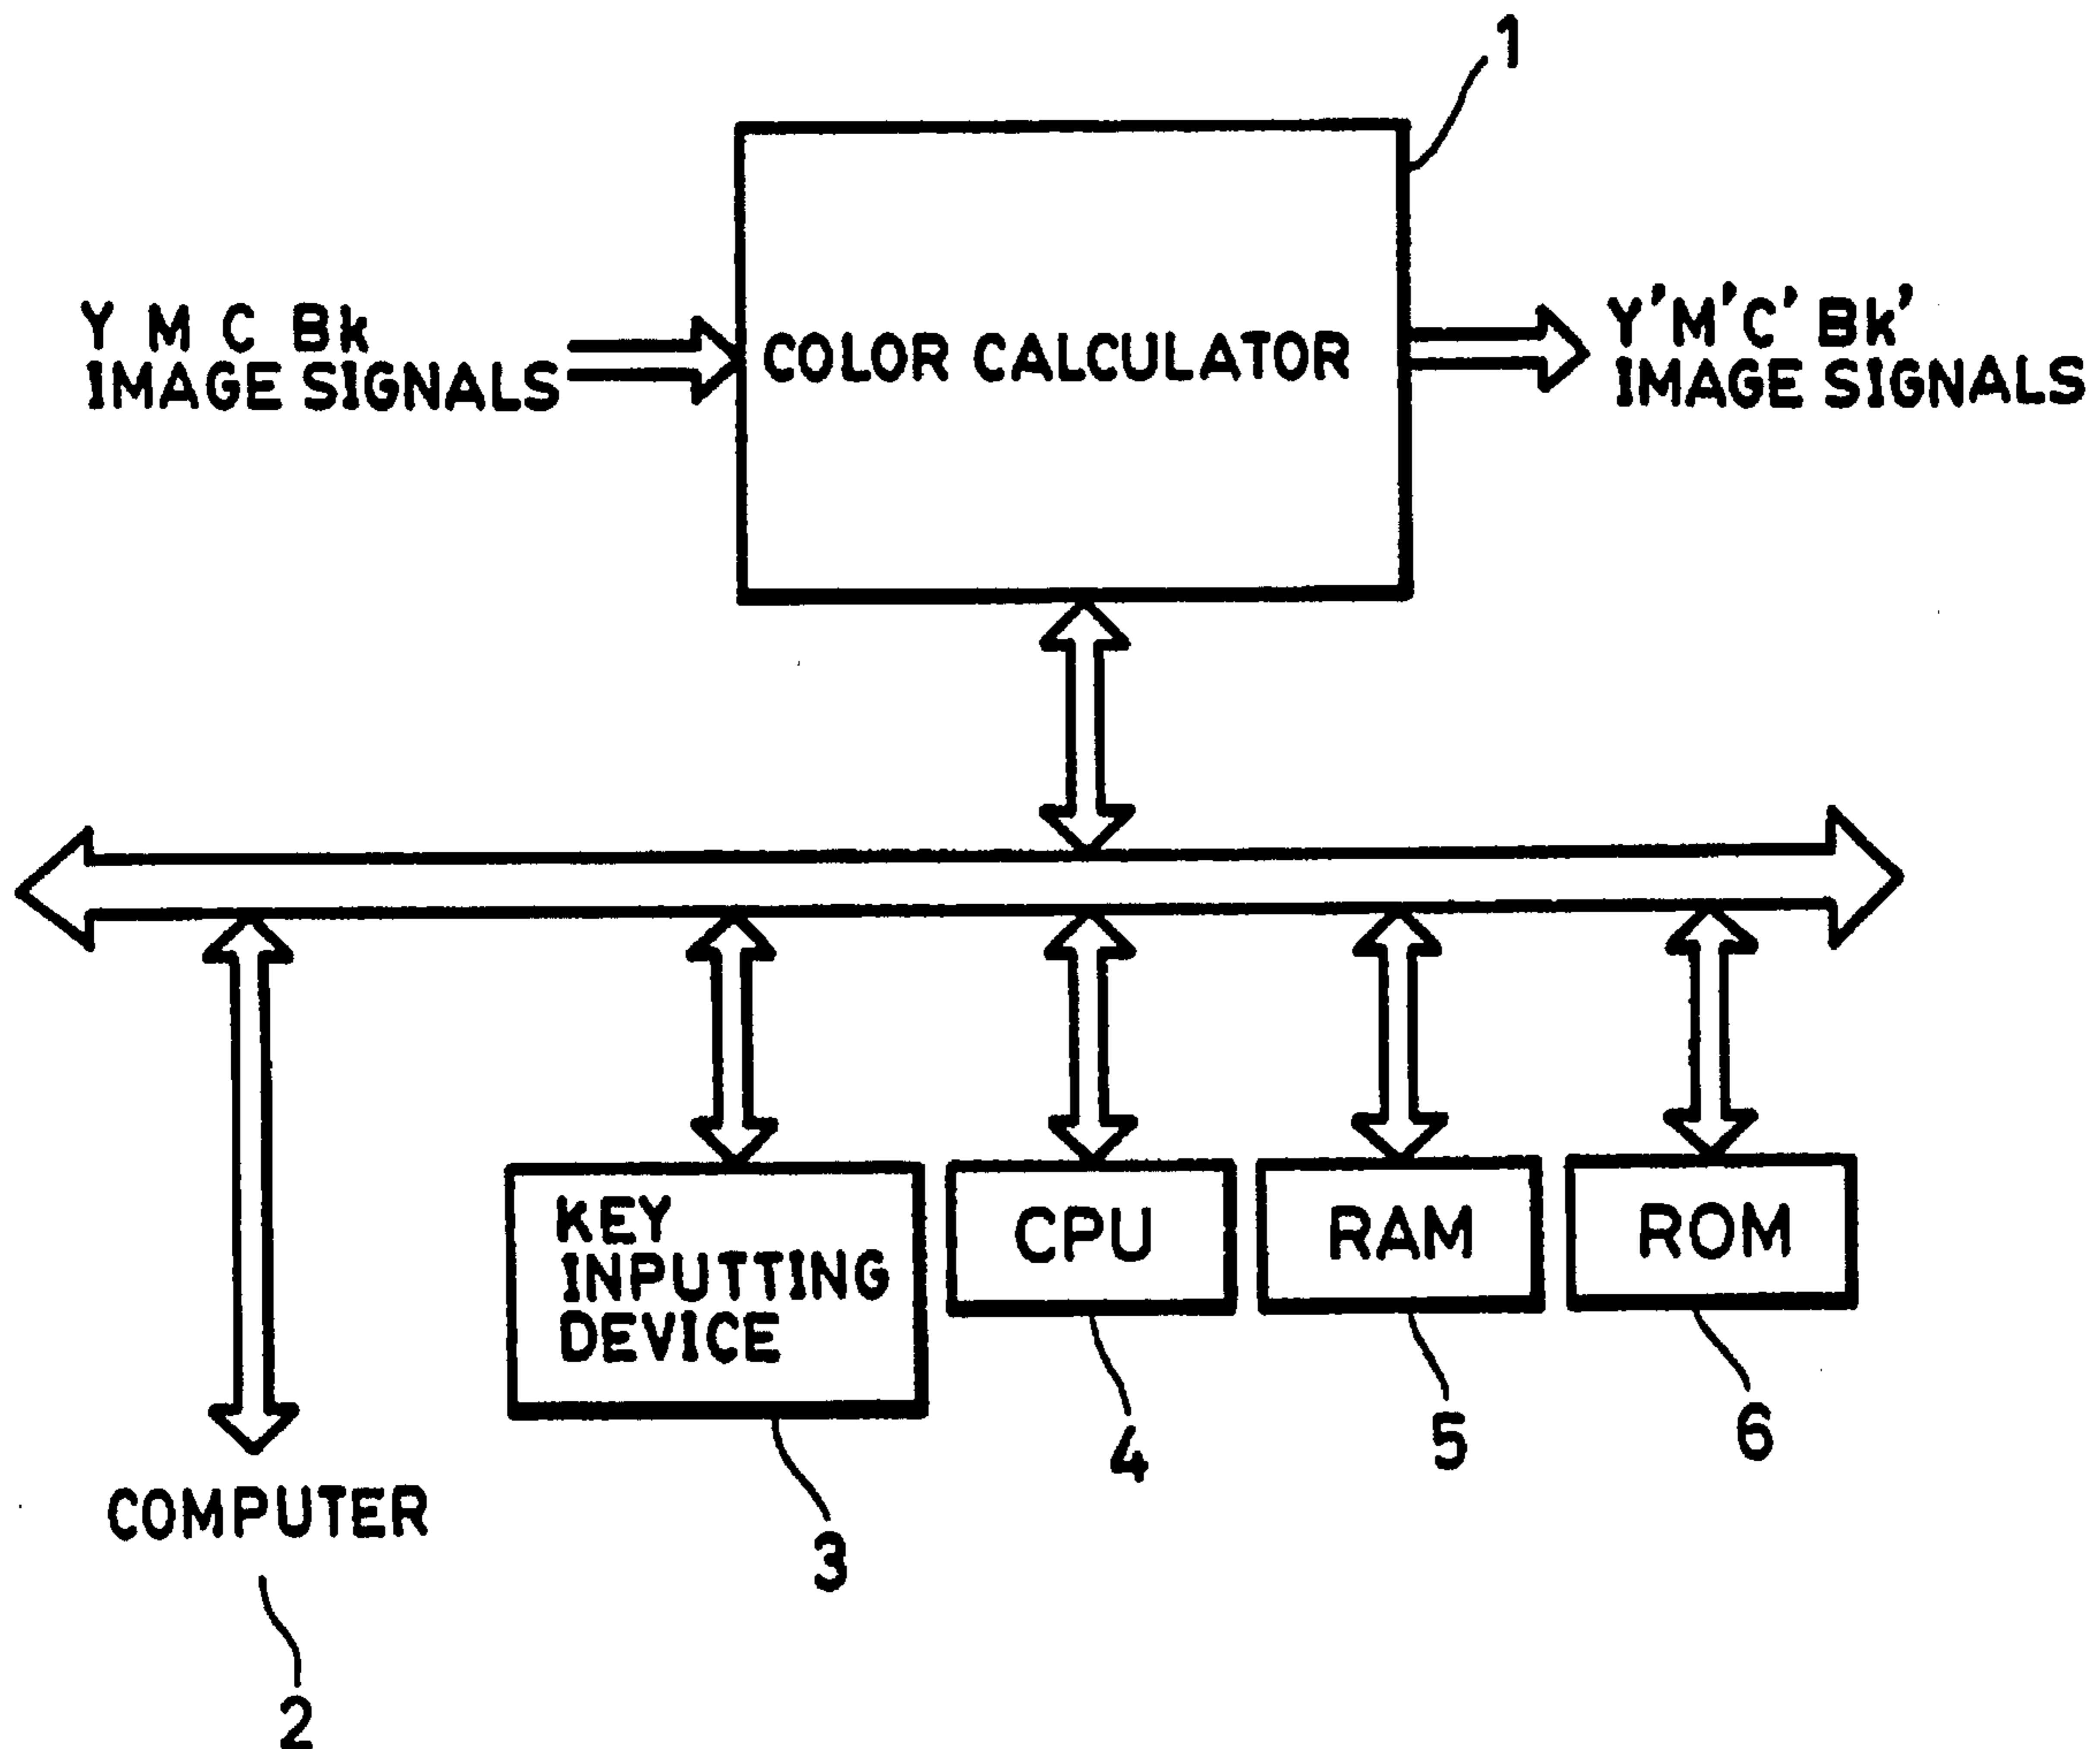 1
Y M C Bk
IMAGE SIGNALS
COLOR CALCULATOR
Y'M'C' Bk'
IMAGE SIGNALS
KEY
INPUTTING
DEVICE
CPU
RAM
ROM
4
5
6
COMPUTER
3
2